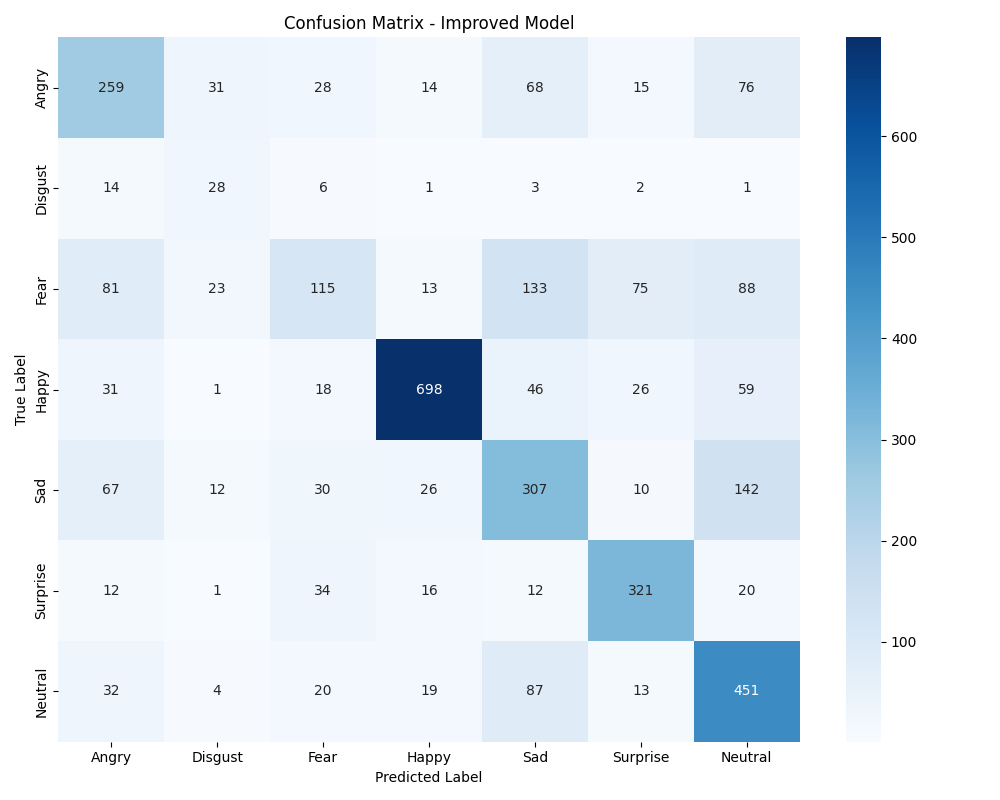 Confusion Matrix - Improved Model
Angry 259 31 28 14 68 15 76
Disgust 14 28 6 1 3 2 1
Fear 81 23 115 13 133 75 88
Happy 31 1 18 698 46 26 59
Sad 67 12 30 26 307 10 142
Surprise 12 1 34 16 12 321 20
Neutral 32 4 20 19 87 13 451
True Label
Angry Disgust Fear Happy Sad Surprise Neutral
Predicted Label
600
500
400
300
200
100